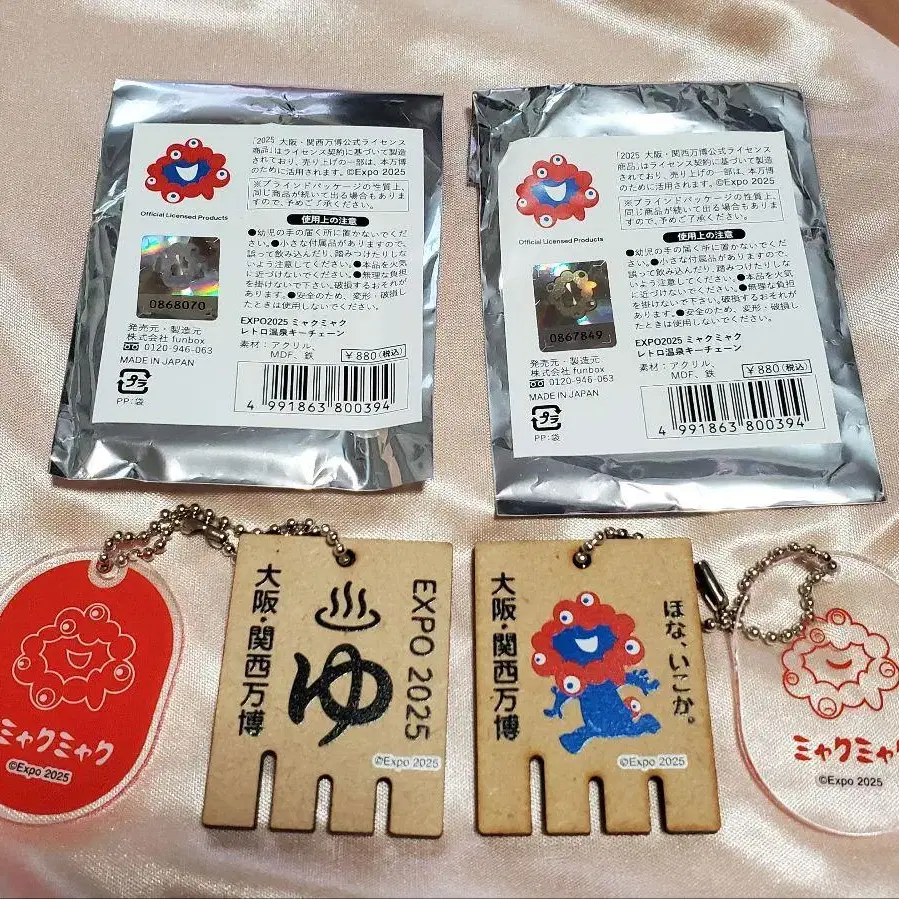 「2025 大阪・関西万博公式ライセンス
商品」はライセンス契約に基づいて製造
されており、売り上げの一部は、本万博
のために活用されます。©Expo 2025
※ブラインドパッケージの性質上、
同じ商品が続いて出る場合もありま
すので、予めご了承ください。
Official Licensed Products
使用上の注意
●幼児の手の届く所に置かないでくだ
さい。●小さな付属品がありますので、
誤って飲み込んだり、踏みつけたりしな
いよう注意してください。●本品を火気
に近づけないでください。●無理な負担
を掛けないで下さい。破損するおそれが
あります。●安全のため、変形・破損し
たときは使用しないでください。
0868070
発売元・製造元
株式会社 funbox
0120-946-063
MADE IN JAPAN
EXPO2025 ミャクミャク
レトロ温泉キーチェーン
素材：アクリル、
MDF、鉄
¥880(税込)
プラ
PP:袋
4 991863 800394
「2025 大阪・関西万博公式ライセンス
商品」はライセンス契約に基づいて製造
されており、売り上げの一部は、本万博
のために活用されます。©Expo 2025
※ブラインドパッケージの性質上、
同じ商品が続いて出る場合もありま
すので、予めご了承ください。
Official Licensed Products
使用上の注意
●幼児の手の届く所に置かないでくだ
さい。●小さな付属品がありますので、
誤って飲み込んだり、踏みつけたりしな
いよう注意してください。●本品を火気
に近づけないでください。●無理な負担
を掛けないで下さい。破損するおそれが
あります。●安全のため、変形・破損し
たときは使用しないでください。
0867849
発売元・製造元
株式会社 funbox
0120-946-063
MADE IN JAPAN
EXPO2025 ミャクミャク
レトロ温泉キーチェーン
素材：アクリル、
MDF、鉄
¥880(税込)
プラ
PP:袋
4 991863 800394
ミャクミャク
©Expo 2025
EXPO 2025
ゆ
大阪・関西万博
©Expo 2025
ほな、いこか。
大阪・関西万博
©Expo 2025
ミャクミャク
©Expo 2025